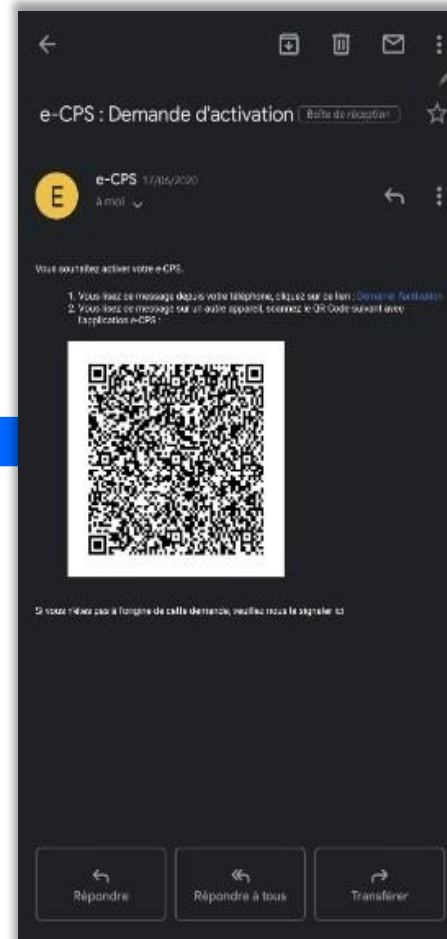 e-CPS : Demande d'activation Boîte de réception
E
e-CPS 17/06/2020
à moi
Vous souhaitez activer votre e-CPS.
1. Vous lisez ce message depuis votre téléphone, cliquez sur ce lien : Démarrer l'activation
2. Vous lisez ce message sur un autre appareil, scannez le QR Code suivant avec
l'application e-CPS :
Si vous n'êtes pas à l'origine de cette demande, veuillez nous le signaler ici
Répondre
Répondre à tous
Transférer